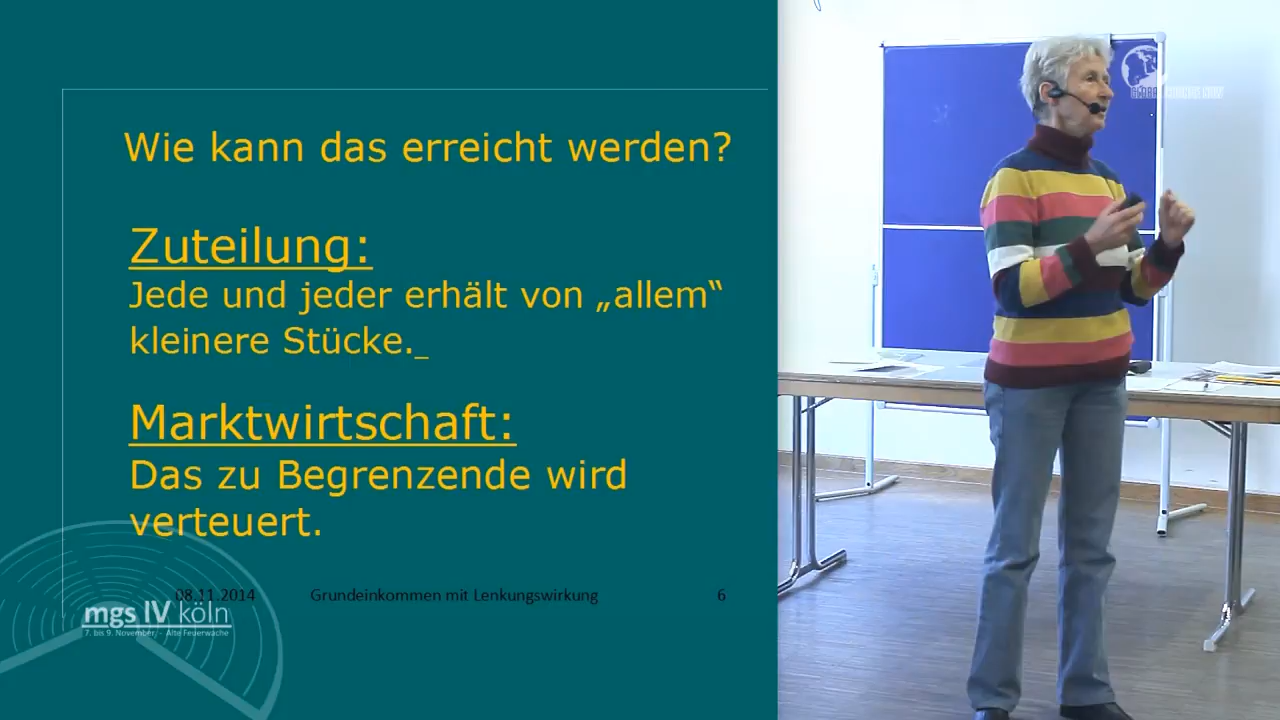 Wie kann das erreicht werden?
Zuteilung:
Jede und jeder erhält von „allem“
kleinere Stücke.
Marktwirtschaft:
Das zu Begrenzende wird
verteuert.
08.11.2014 Grundeinkommen mit Lenkungswirkung 6
mgs IV köln
7. bis 9. November - Alte Feuerwache